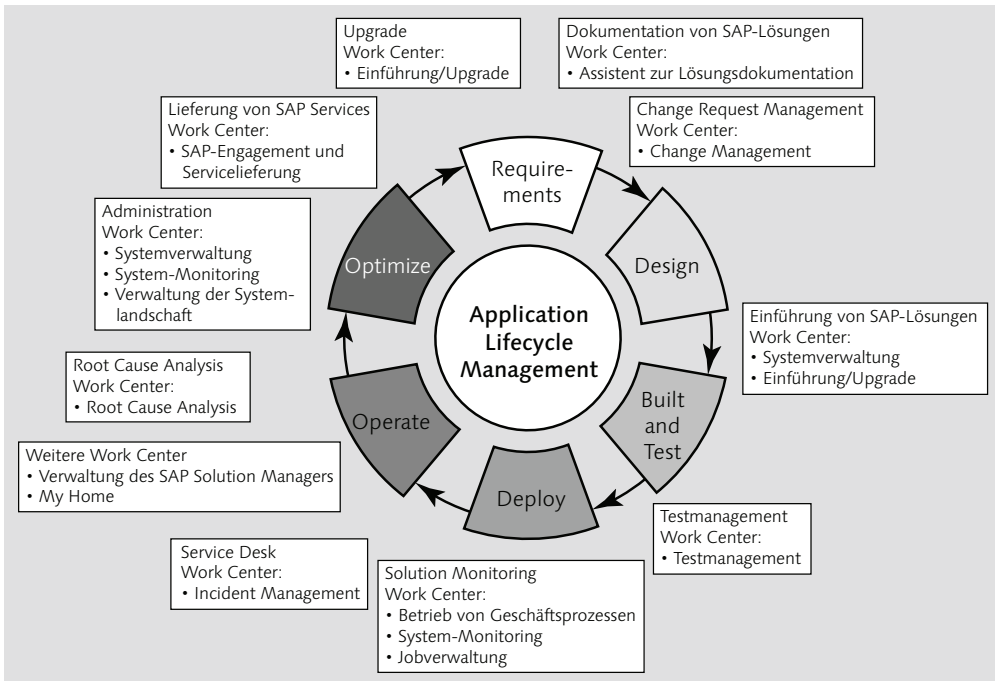 Upgrade
Work Center:
• Einführung/Upgrade
Dokumentation von SAP-Lösungen
Work Center:
• Assistent zur Lösungsdokumentation
Lieferung von SAP Services
Work Center:
• SAP-Engagement und
Servicelieferung
Change Request Management
Work Center:
• Change Management
Administration
Work Center:
• Systemverwaltung
• System-Monitoring
• Verwaltung der System-
landschaft
Require-
ments
Design
Optimize
Application
Lifecycle
Management
Einführung von SAP-Lösungen
Work Center:
• Systemverwaltung
• Einführung/Upgrade
Root Cause Analysis
Work Center:
• Root Cause Analysis
Operate
Built
and
Test
Deploy
Weitere Work Center
• Verwaltung des SAP Solution Managers
• My Home
Testmanagement
Work Center:
• Testmanagement
Service Desk
Work Center:
• Incident Management
Solution Monitoring
Work Center:
• Betrieb von Geschäftsprozessen
• System-Monitoring
• Jobverwaltung